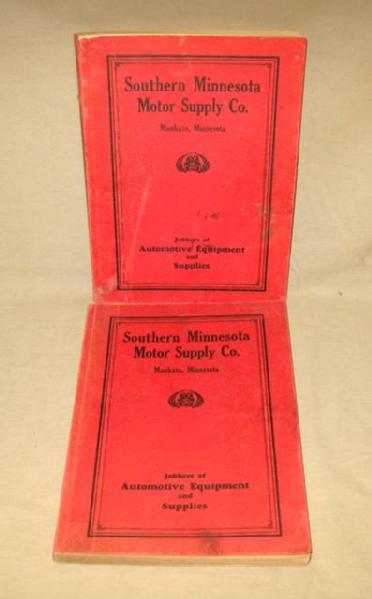 Southern Minnesota
Motor Supply Co.
Mankato, Minnesota
Jobbers of
Automotive Equipment
and
Supplies
Southern Minnesota
Motor Supply Co.
Mankato, Minnesota
Jobbers of
Automotive Equipment
and
Supplies